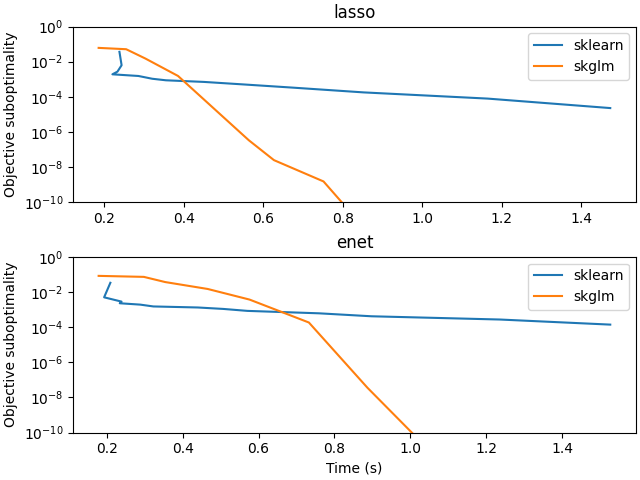 lasso
Objective suboptimality
10^0
10^-2
10^-4
10^-6
10^-8
10^-10
sklearn
skglm
0.2 0.4 0.6 0.8 1.0 1.2 1.4
enet
Objective suboptimality
10^0
10^-2
10^-4
10^-6
10^-8
10^-10
sklearn
skglm
0.2 0.4 0.6 0.8 1.0 1.2 1.4
Time (s)